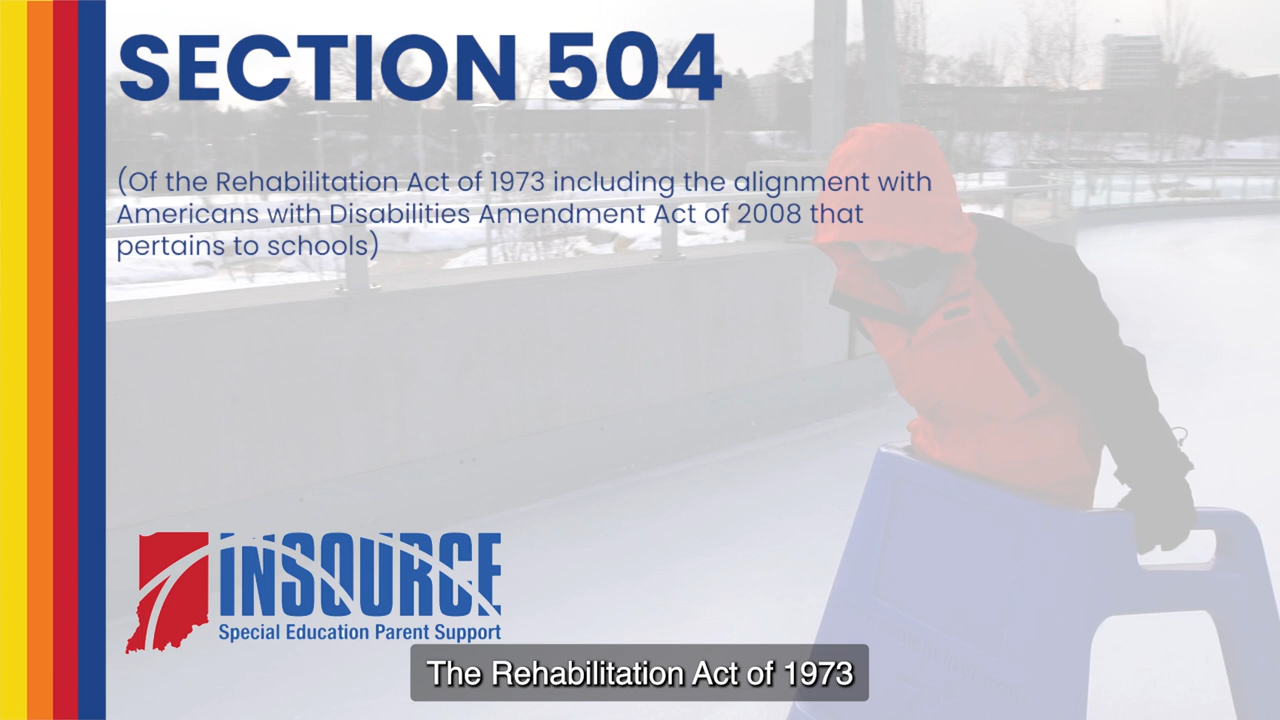 SECTION 504
(Of the Rehabilitation Act of 1973 including the alignment with
Americans with Disabilities Amendment Act of 2008 that
pertains to schools)
INSOURCE
Special Education Parent Support
The Rehabilitation Act of 1973